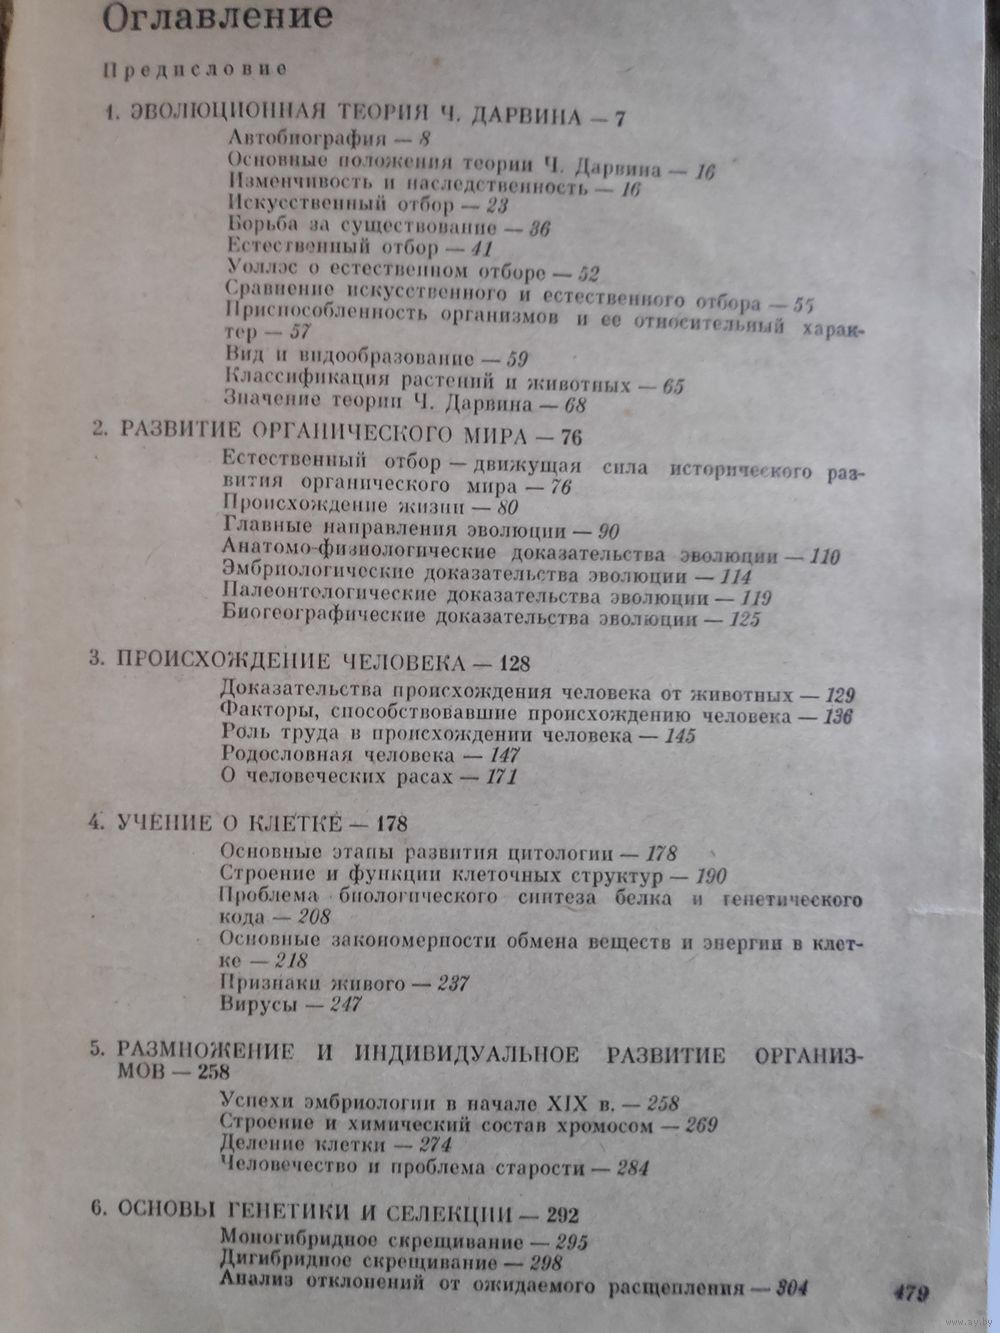 Оглавление
Предисловие
1. ЭВОЛЮЦИОННАЯ ТЕОРИЯ Ч. ДАРВИНА — 7
Автобиография — 8
Основные положения теории Ч. Дарвина — 16
Изменчивость и наследственность — 16
Искусственный отбор — 23
Борьба за существование — 36
Естественный отбор — 41
Уоллэс о естественном отборе — 52
Сравнение искусственного и естественного отбора — 55
Приспособленность организмов и ее относительный харак-
тер — 57
Вид и видообразование — 59
Классификация растений и животных — 65
Значение теории Ч. Дарвина — 68
2. РАЗВИТИЕ ОРГАНИЧЕСКОГО МИРА — 76
Естественный отбор — движущая сила исторического раз-
вития органического мира — 76
Происхождение жизни — 80
Главные направления эволюции — 90
Анатомо-физиологические доказательства эволюции — 110
Эмбриологические доказательства эволюции — 114
Палеонтологические доказательства эволюции — 119
Биогеографические доказательства эволюции — 125
3. ПРОИСХОЖДЕНИЕ ЧЕЛОВЕКА — 128
Доказательства происхождения человека от животных — 129
Факторы, способствовавшие происхождению человека — 136
Роль труда в происхождении человека — 145
Родословная человека — 147
О человеческих расах — 171
4. УЧЕНИЕ О КЛЕТКЕ — 178
Основные этапы развития цитологии — 178
Строение и функции клеточных структур — 190
Проблема биологического синтеза белка и генетического
кода — 208
Основные закономерности обмена веществ и энергии в клет-
ке — 218
Признаки живого — 237
Вирусы — 247
5. РАЗМНОЖЕНИЕ И ИНДИВИДУАЛЬНОЕ РАЗВИТИЕ ОРГАНИЗ-
МОВ — 258
Успехи эмбриологии в начале XIX в. — 258
Строение и химический состав хромосом — 269
Деление клетки — 274
Человечество и проблема старости — 284
6. ОСНОВЫ ГЕНЕТИКИ И СЕЛЕКЦИИ — 292
Моногибридное скрещивание — 295
Дигибридное скрещивание — 298
Анализ отклонений от ожидаемого расщепления — 304
479
www.ay.by